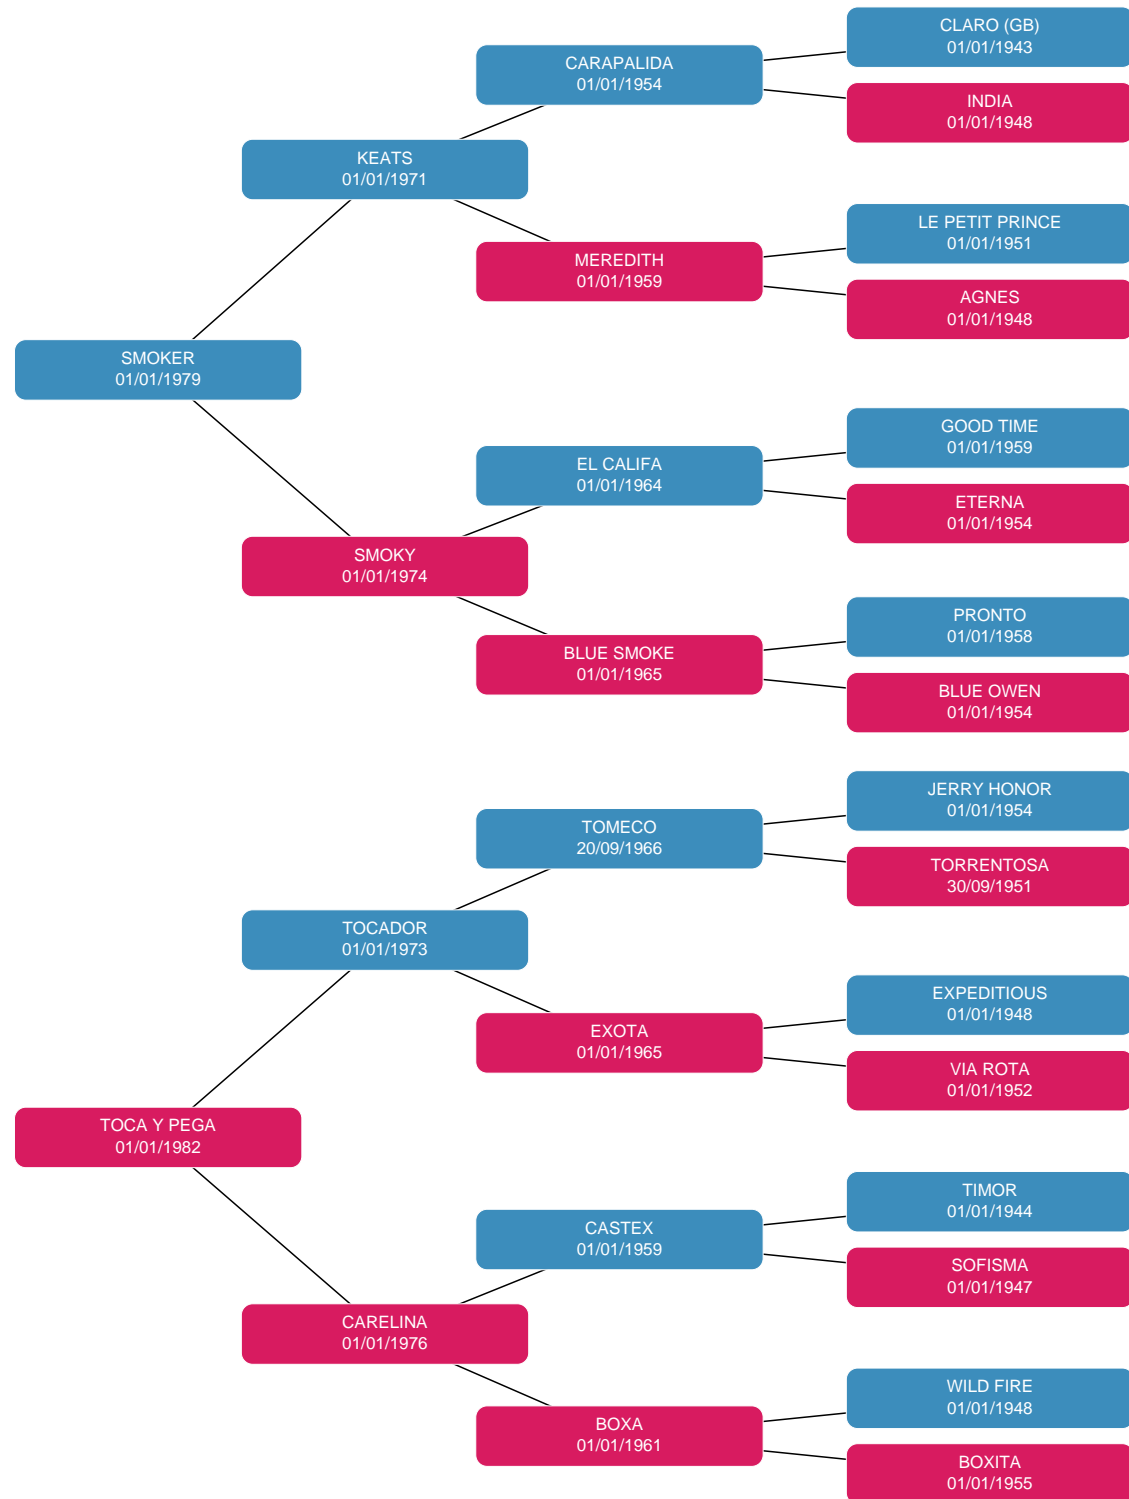 CLARO (GB)
01/01/1943
CARAPALIDA
01/01/1954
INDIA
01/01/1948
KEATS
01/01/1971
LE PETIT PRINCE
01/01/1951
MEREDITH
01/01/1959
AGNES
01/01/1948
SMOKER
01/01/1979
GOOD TIME
01/01/1959
EL CALIFA
01/01/1964
ETERNA
01/01/1954
SMOKY
01/01/1974
PRONTO
01/01/1958
BLUE SMOKE
01/01/1965
BLUE OWEN
01/01/1954
JERRY HONOR
01/01/1954
TOMECO
20/09/1966
TORRENTOSA
30/09/1951
TOCADOR
01/01/1973
EXPEDITIOUS
01/01/1948
EXOTA
01/01/1965
VIA ROTA
01/01/1952
TOCA Y PEGA
01/01/1982
TIMOR
01/01/1944
CASTEX
01/01/1959
SOFISMA
01/01/1947
CARELINA
01/01/1976
WILD FIRE
01/01/1948
BOXA
01/01/1961
BOXITA
01/01/1955